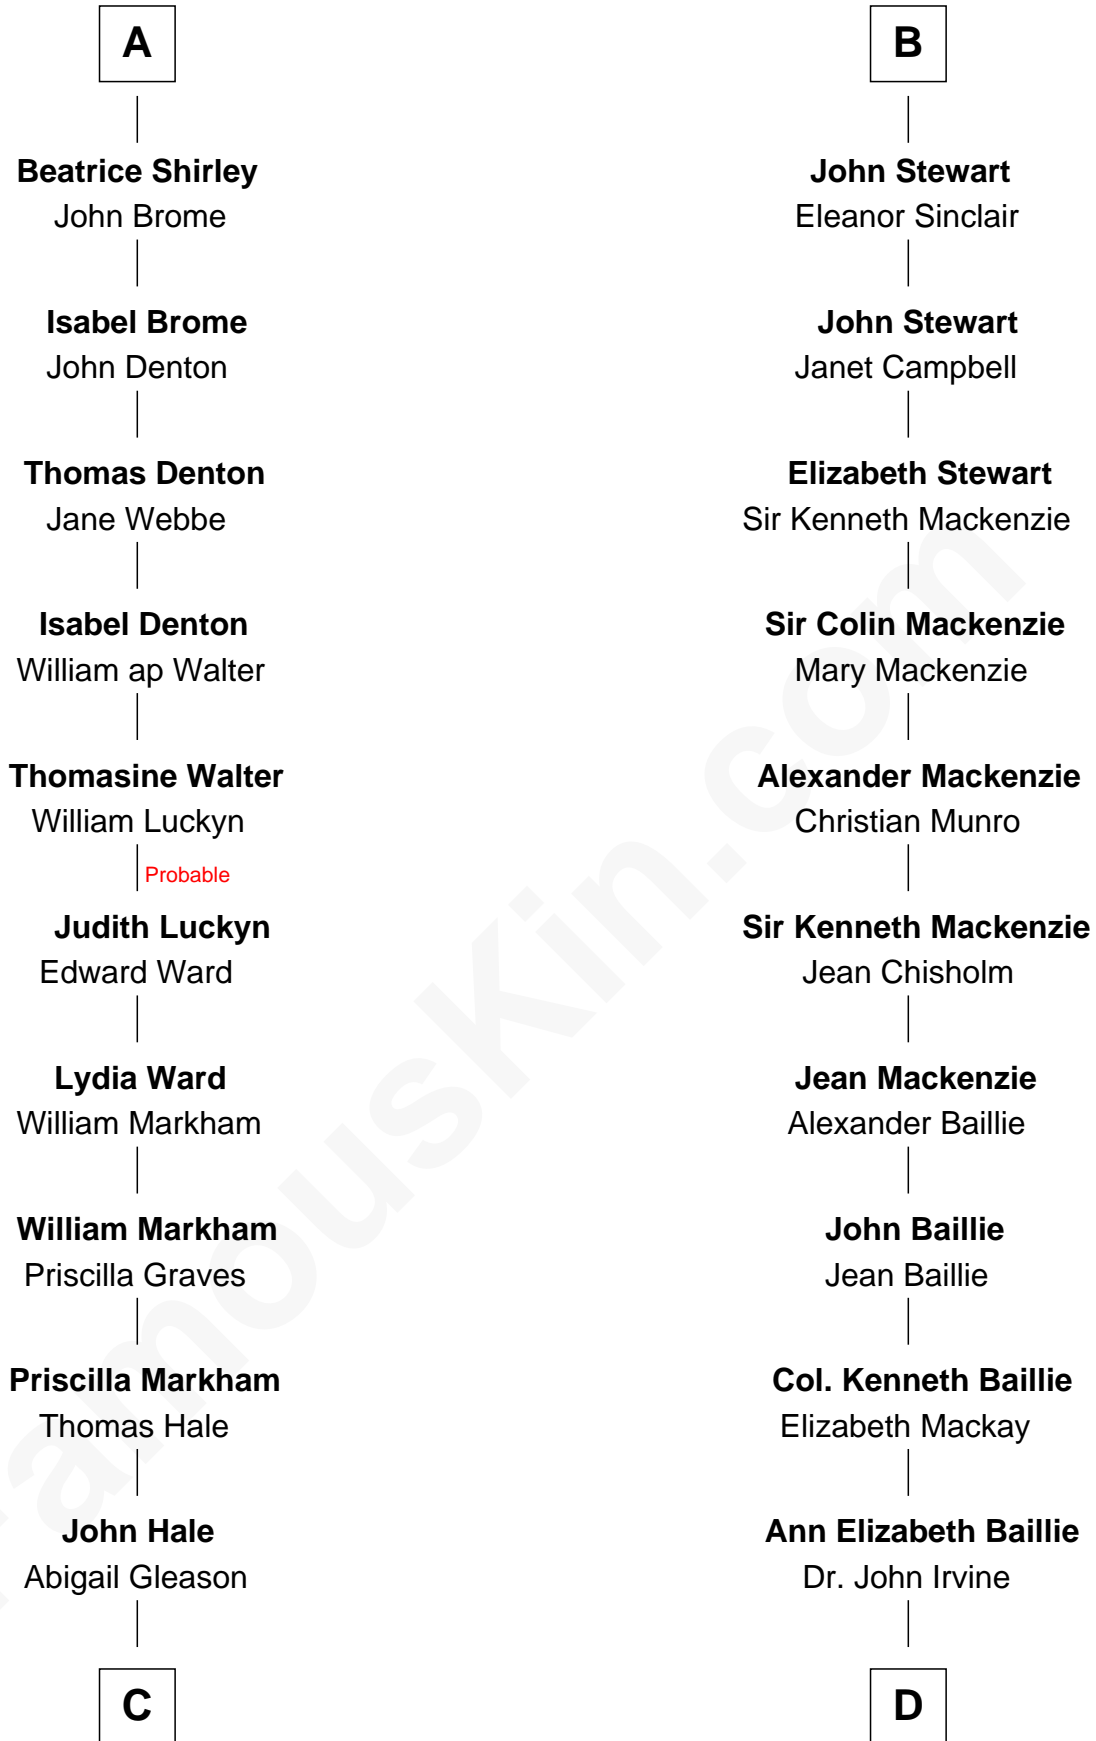 A
Beatrice Shirley
John Brome
Isabel Brome
John Denton
Thomas Denton
Jane Webbe
Isabel Denton
William ap Walter
Thomasine Walter
William Luckyn
Probable
Judith Luckyn
Edward Ward
Lydia Ward
William Markham
William Markham
Priscilla Graves
Priscilla Markham
Thomas Hale
John Hale
Abigail Gleason
C
B
John Stewart
Eleanor Sinclair
John Stewart
Janet Campbell
Elizabeth Stewart
Sir Kenneth Mackenzie
Sir Colin Mackenzie
Mary Mackenzie
Alexander Mackenzie
Christian Munro
Sir Kenneth Mackenzie
Jean Chisholm
Jean Mackenzie
Alexander Baillie
John Baillie
Jean Baillie
Col. Kenneth Baillie
Elizabeth Mackay
Ann Elizabeth Baillie
Dr. John Irvine
D
FamousKin.com